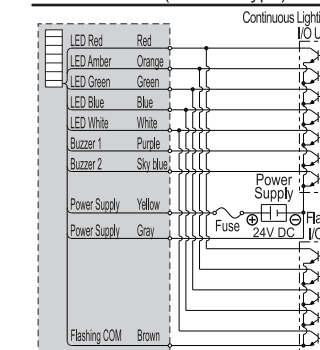 Continuous Lighti
I/O U
LED Red Red
LED Amber Orange
LED Green Green
LED Blue Blue
LED White White
Buzzer 1 Purple
Buzzer 2 Sky blue
Power Supply
Power Supply Yellow
Fuse
24V DC
Fla
I/O
Power Supply Gray
Flashing COM Brown